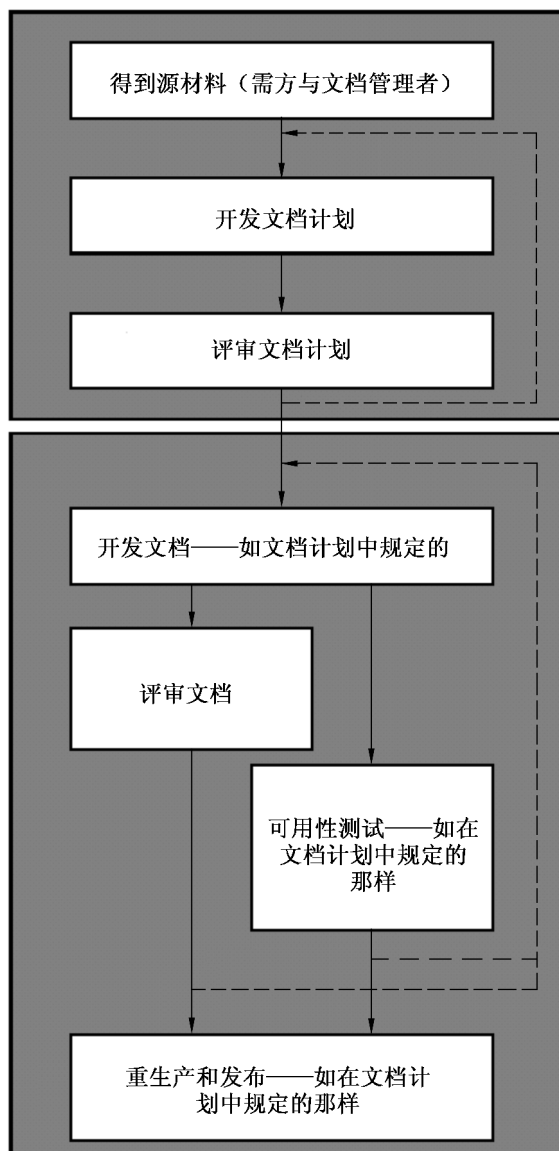 得到源材料（需方与文档管理者）
开发文档计划
评审文档计划
开发文档——如文档计划中规定的
评审文档
可用性测试——如在
文档计划中规定的
那样
重生产和发布——如在文档计
划中规定的那样